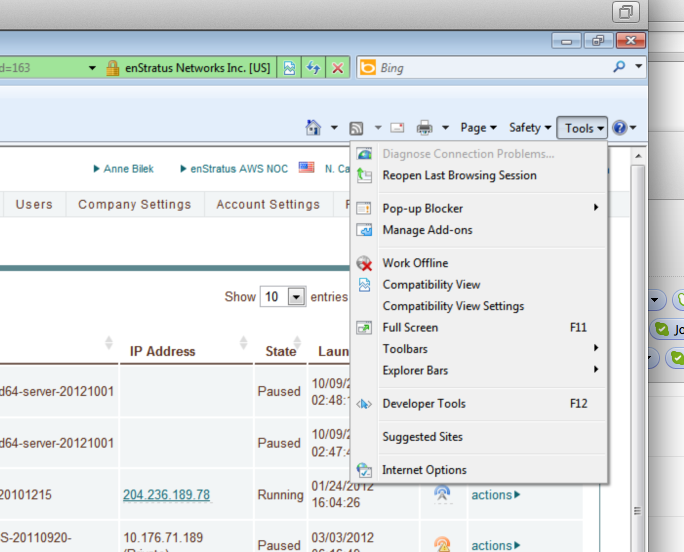 d=163
enStratus Networks Inc. [US]
Bing
Page
Safety
Tools
Anne Bilek
enStratus AWS NOC
N. Ca
Users
Company Settings
Account Settings
Diagnose Connection Problems...
Reopen Last Browsing Session
Pop-up Blocker
Manage Add-ons
Work Offline
Compatibility View
Compatibility View Settings
Full Screen F11
Toolbars
Explorer Bars
Developer Tools F12
Suggested Sites
Internet Options
Show 10 entries
IP Address
State
Laun
d64-server-20121001
Paused
10/09/2
02:48:
d64-server-20121001
Paused
10/09/2
02:47:4
20101215
204.236.189.78
Running
01/24/2012
16:04:26
actions
S-20110920-
10.176.71.189
Paused
03/03/2012
actions
Jo